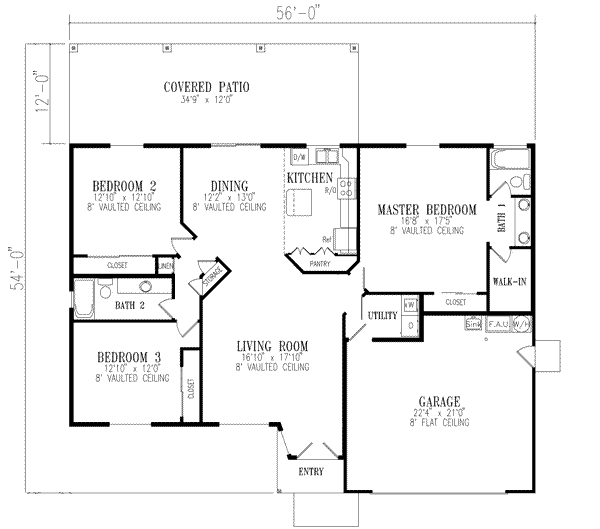 56'-0"
12'-0"
54'-0"
COVERED PATIO
34'9" x 12'0"
BEDROOM 2
12'10" x 12'10"
8' VAULTED CEILING
DINING
12'2" x 13'0"
8' VAULTED CEILING
D/W
KITCHEN
R/O
Ref
PANTRY
MASTER BEDROOM
16'8" x 17'5"
8' VAULTED CEILING
BATH 1
WALK-IN
CLOSET
CLOSET
LINEN
STORAGE
BATH 2
UTILITY
W
D
Sink
F.A.U.
W/H
LIVING ROOM
16'10" x 17'10"
8' VAULTED CEILING
BEDROOM 3
12'10" x 12'0"
8' VAULTED CEILING
CLOSET
GARAGE
22'4" x 21'0"
8' FLAT CEILING
ENTRY